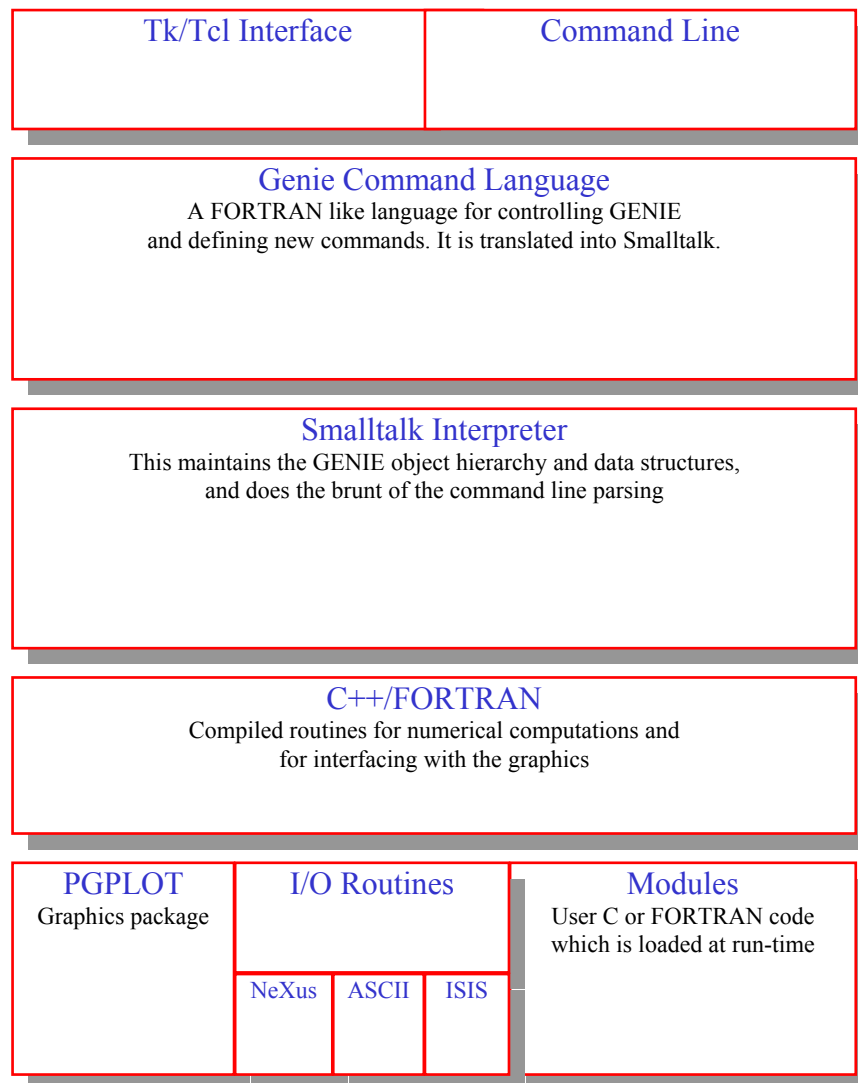 Tk/Tcl Interface
Command Line
Genie Command Language
A FORTRAN like language for controlling GENIE
and defining new commands. It is translated into Smalltalk.
Smalltalk Interpreter
This maintains the GENIE object hierarchy and data structures,
and does the brunt of the command line parsing
C++/FORTRAN
Compiled routines for numerical computations and
for interfacing with the graphics
PGPLOT
Graphics package
I/O Routines
NeXus
ASCII
ISIS
Modules
User C or FORTRAN code
which is loaded at run-time